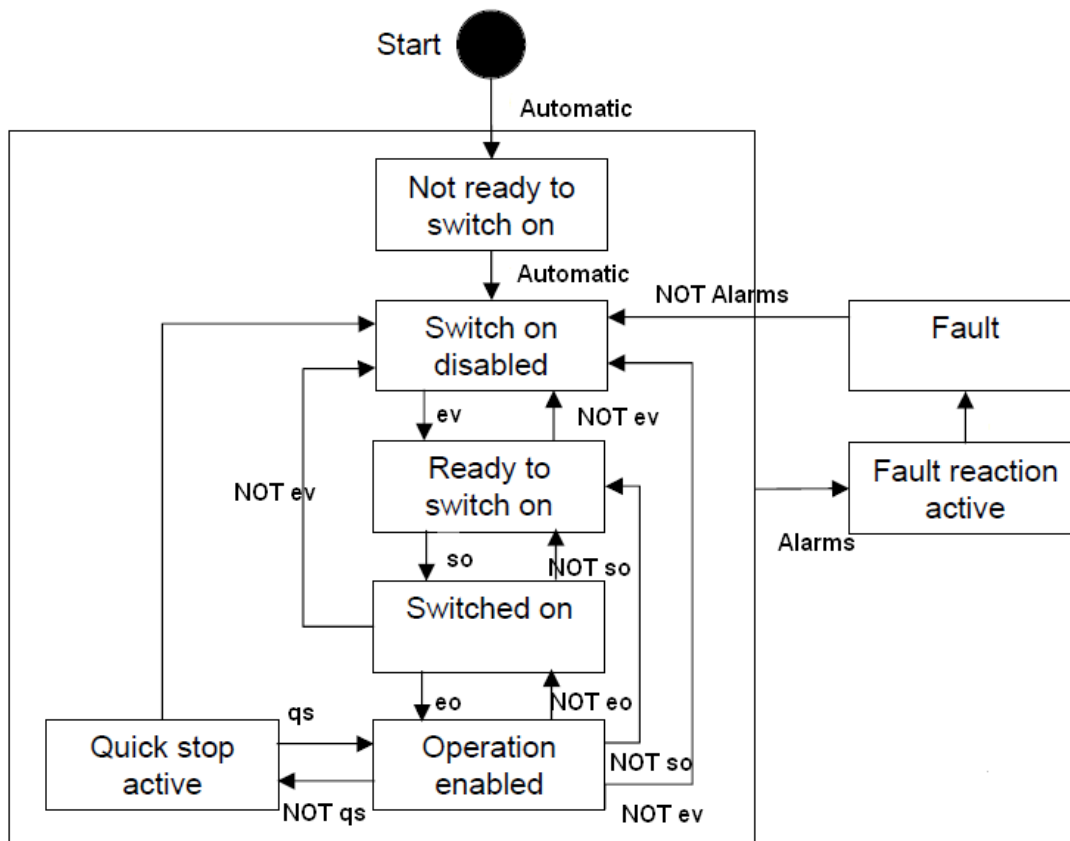 Start
Automatic
Not ready to
switch on
Automatic
NOT Alarms
Switch on
disabled
Fault
ev
NOT ev
Ready to
switch on
NOT ev
Fault reaction
active
so
NOT so
Alarms
Switched on
eo
NOT eo
qs
Quick stop
active
Operation
enabled
NOT so
NOT qs
NOT ev